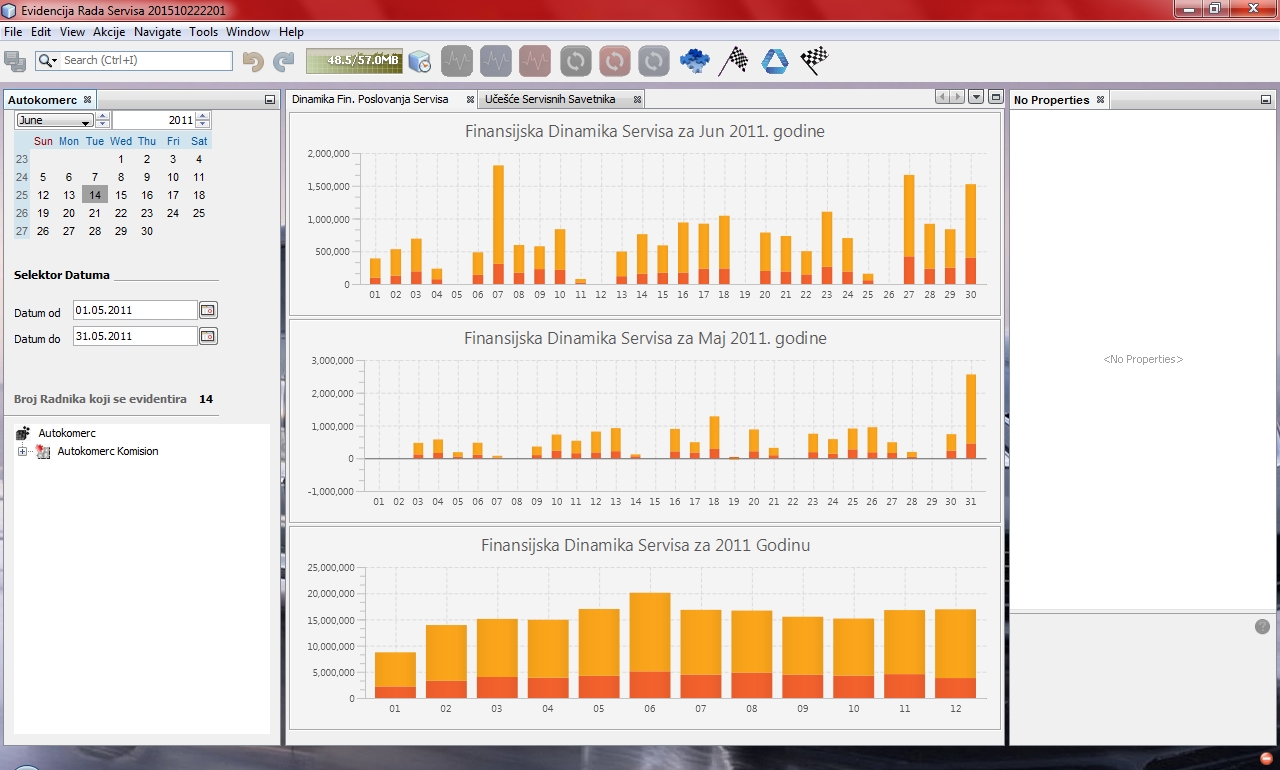 Evidencija Rada Servisa 201510222201
File Edit View Akcije Navigate Tools Window Help
Search (Ctrl+I)
48.5/57.0MB
Autokomerc
June 2011
Sun Mon Tue Wed Thu Fri Sat
23 1 2 3 4
24 5 6 7 8 9 10 11
25 12 13 14 15 16 17 18
26 19 20 21 22 23 24 25
27 26 27 28 29 30
Selektor Datuma
Datum od 01.05.2011
Datum do 31.05.2011
Broj Radnika koji se evidentira 14
Autokomerc
Autokomerc Komision
Dinamika Fin. Poslovanja Servisa
Učešće Servisnih Savetnika
Finansijska Dinamika Servisa za Jun 2011. godine
2,000,000
1,500,000
1,000,000
500,000
0
01 02 03 04 05 06 07 08 09 10 11 12 13 14 15 16 17 18 19 20 21 22 23 24 25 26 27 28 29 30
Finansijska Dinamika Servisa za Maj 2011. godine
3,000,000
2,000,000
1,000,000
0
-1,000,000
01 02 03 04 05 06 07 08 09 10 11 12 13 14 15 16 17 18 19 20 21 22 23 24 25 26 27 28 29 30 31
Finansijska Dinamika Servisa za 2011 Godinu
25,000,000
20,000,000
15,000,000
10,000,000
5,000,000
0
01 02 03 04 05 06 07 08 09 10 11 12
No Properties
<No Properties>